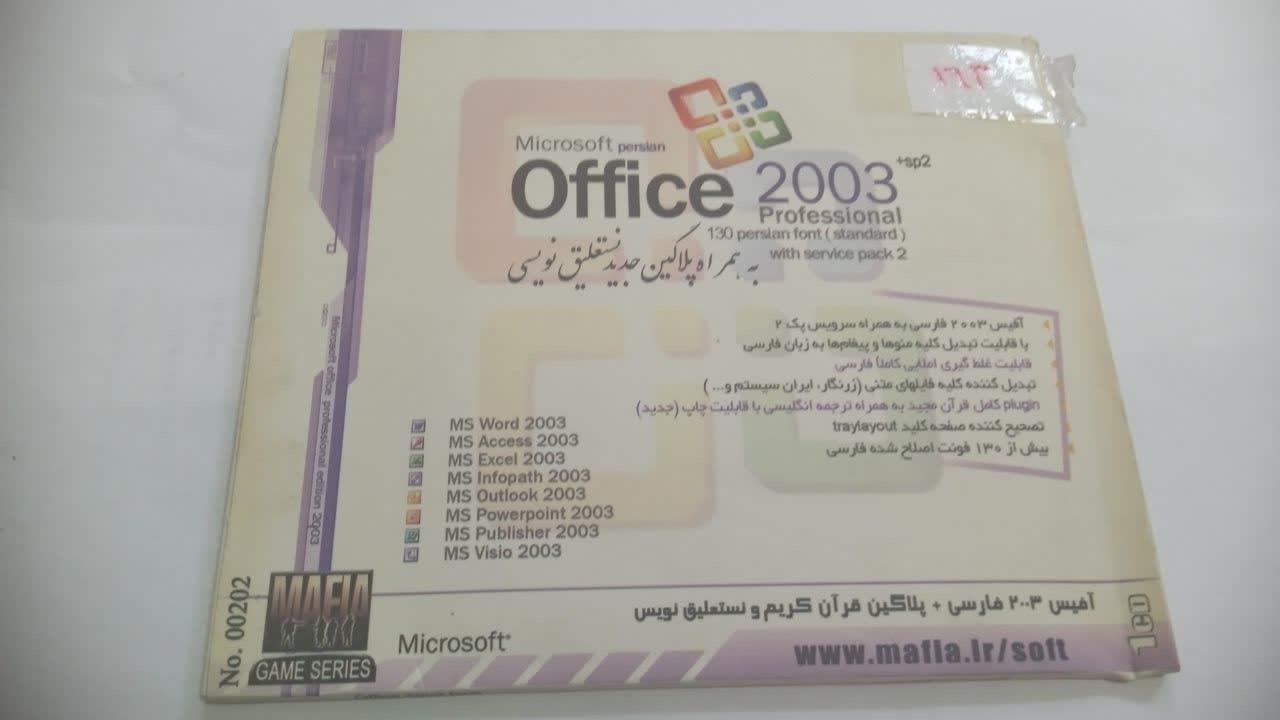 ۱۶۳
Microsoft persian
Office 2003 +sp2
Professional
130 persian font ( standard )
with service pack 2
به همراه پلاگین جدید نستعلیق نویسی
آفیس ۲۰۰۳ فارسی به همراه سرویس پک ۲
با قابلیت تبدیل کلیه منوها و پیغام‌ها به زبان فارسی
قابلیت غلط گیری املایی کاملاً فارسی
تبدیل کننده کلیه فایلهای متنی (زرنگار، ایران سیستم و... )
plugin کامل قرآن مجید به همراه ترجمه انگلیسی با قابلیت چاپ (جدید)
تصحیح کننده صفحه کلید traylayout
بیش از ۱۳۰ فونت اصلاح شده فارسی
MS Word 2003
MS Access 2003
MS Excel 2003
MS Infopath 2003
MS Outlook 2003
MS Powerpoint 2003
MS Publisher 2003
MS Visio 2003
Microsoft office professional edition 2003
آفیس ۲۰۰۳ فارسی + پلاگین قرآن کریم و نستعلیق نویس
No. 00202
MAFIA
GAME SERIES
Microsoft®
www.mafia.ir/soft
1CD